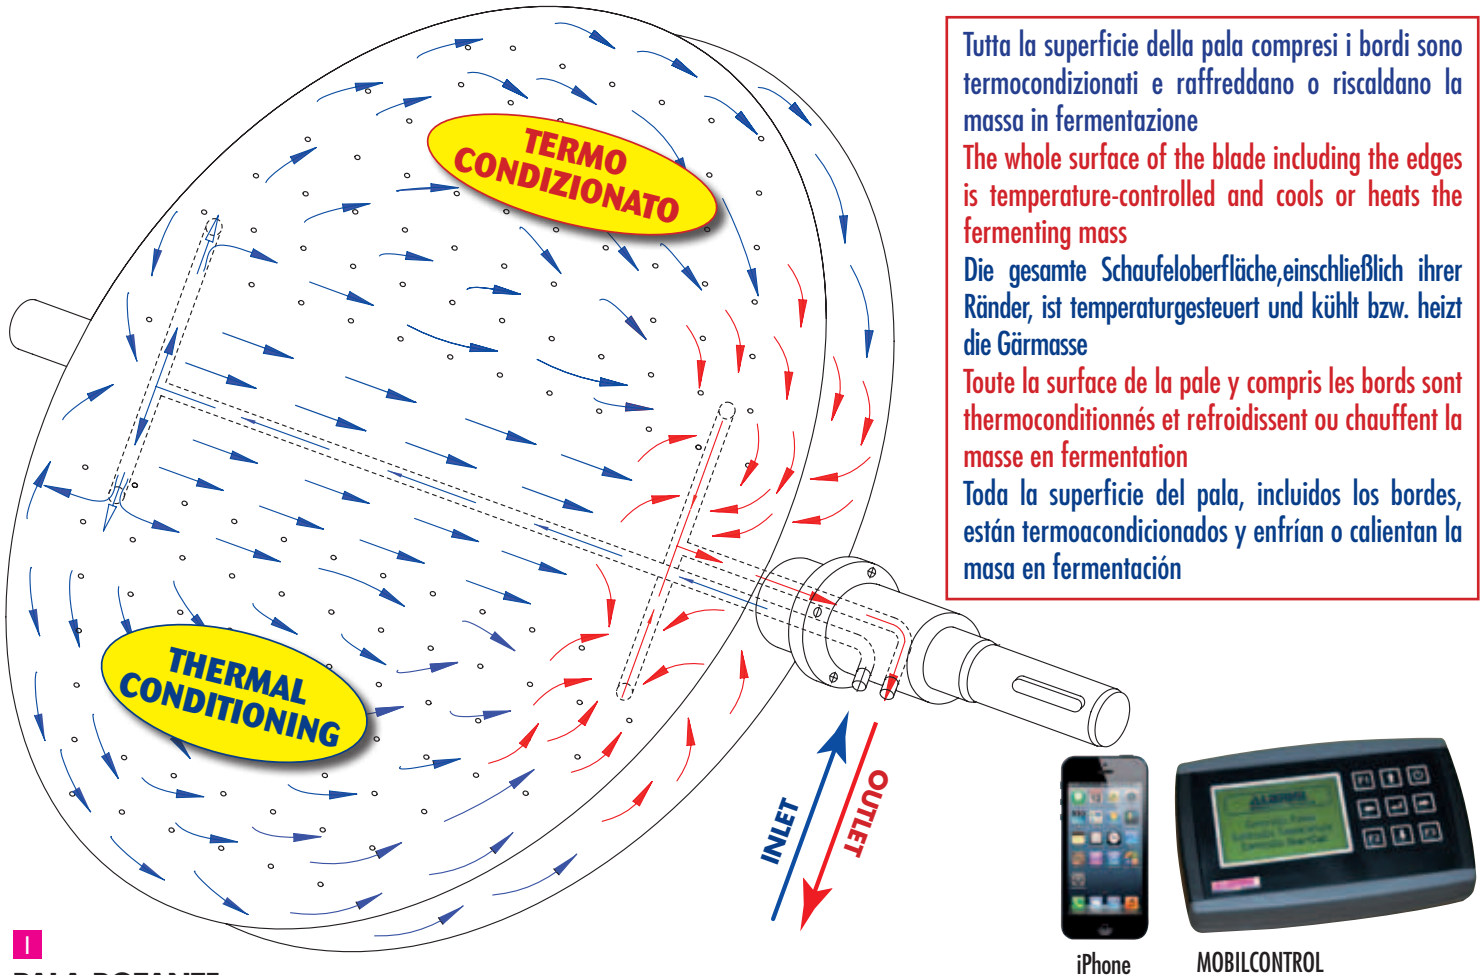 TERMO
CONDIZIONATO
Tutta la superficie della pala compresi i bordi sono
termocondizionati e raffreddano o riscaldano la
massa in fermentazione
The whole surface of the blade including the edges
is temperature-controlled and cools or heats the
fermenting mass
Die gesamte Schaufeloberfläche,einschließlich ihrer
Ränder, ist temperaturgesteuert und kühlt bzw. heizt
die Gärmasse
Toute la surface de la pale y compris les bords sont
thermoconditionnés et refroidissent ou chauffent la
masse en fermentation
Toda la superficie del pala, incluidos los bordes,
están termoacondicionados y enfrían o calientan la
masa en fermentación
THERMAL
CONDITIONING
INLET
OUTLET
iPhone
MOBILCONTROL
I